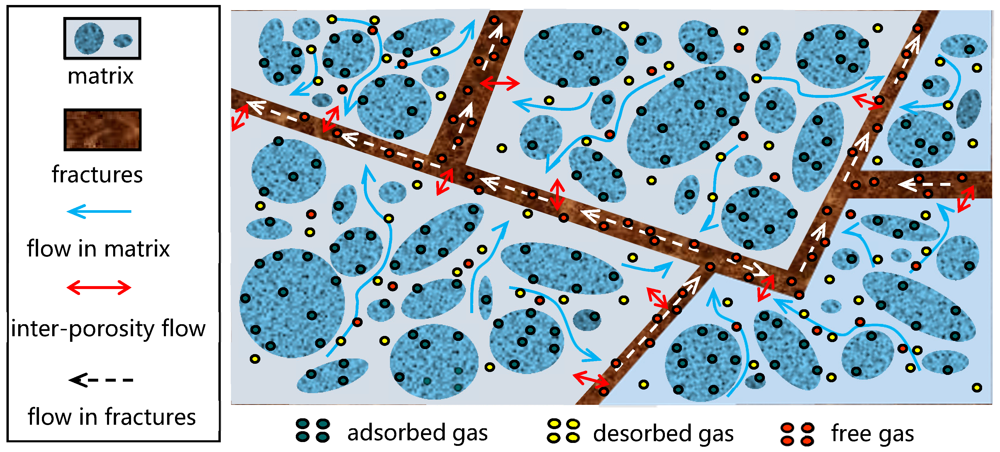 matrix
fractures
flow in matrix
inter-porosity flow
flow in fractures
adsorbed gas
desorbed gas
free gas